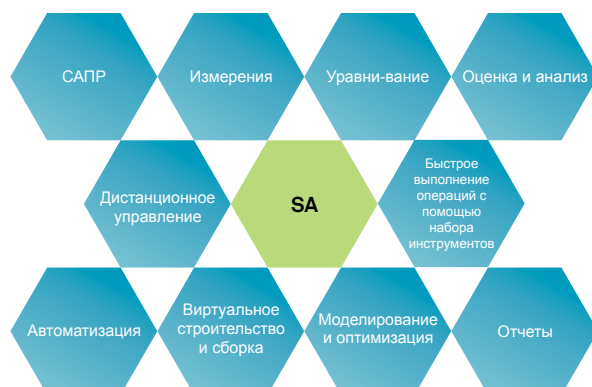 САПР
Измерения
Уравни-вание
Оценка и анализ
Дистанционное
управление
SA
Быстрое
выполнение
операций с
помощью
набора
инструментов
Автоматизация
Виртуальное
строительство
и сборка
Моделирование
и оптимизация
Отчеты